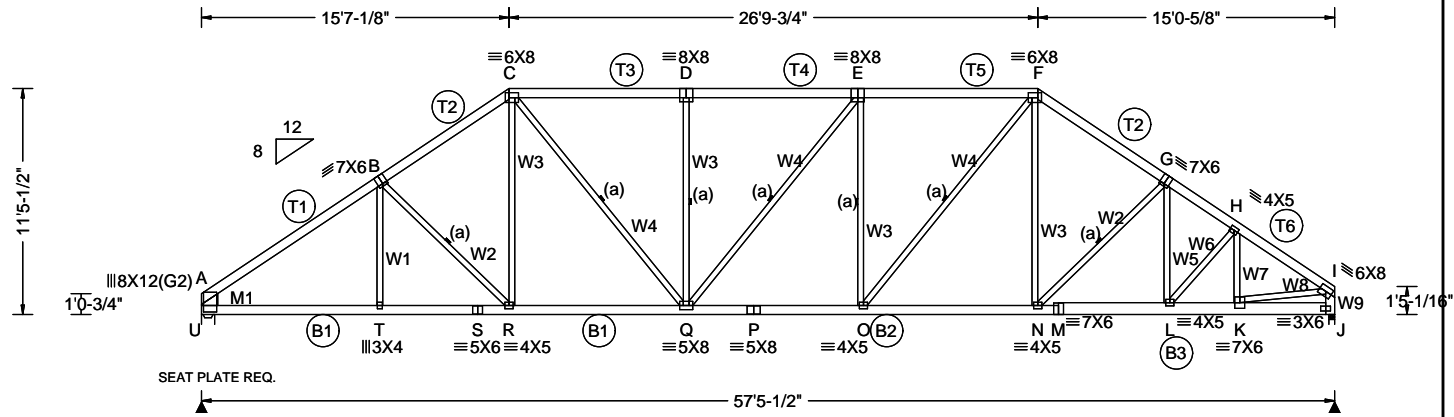 15'7-1/8" 26'9-3/4" 15'0-5/8"
≡6X8 ≡8X8 ≡8X8 ≡6X8
C T3 D T4 E T5 F
T2 T2
12
8
≡7X6 B W3 W3 W4 W4 G ≡7X6
(a) (a) (a) (a) (a)
H ≡4X5
11'5-1/2"
T1 (a) W4 W3 W3 (a) W2 T6
W2 W6
W1 W5
|||8X12(G2) A W7 I ≡6X8
1'0-3/4" M1 W8 W9 1'5-1/16"
U B1 T S R B1 Q P O B2 N M ≡7X6 L ≡4X5 K ≡3X6 J
|||3X4 ≡5X6 ≡4X5 ≡5X8 ≡5X8 ≡4X5 ≡4X5 B3 ≡7X6
SEAT PLATE REQ.
57'5-1/2"